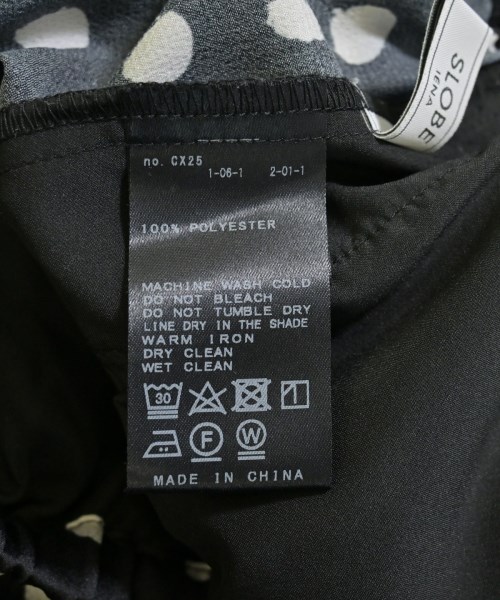 SLOBE
IENA
no. CX25
1-06-1 2-01-1
100% POLYESTER
MACHINE WASH COLD
DO NOT BLEACH
DO NOT TUMBLE DRY
LINE DRY IN THE SHADE
WARM IRON
DRY CLEAN
WET CLEAN
30
F W
MADE IN CHINA